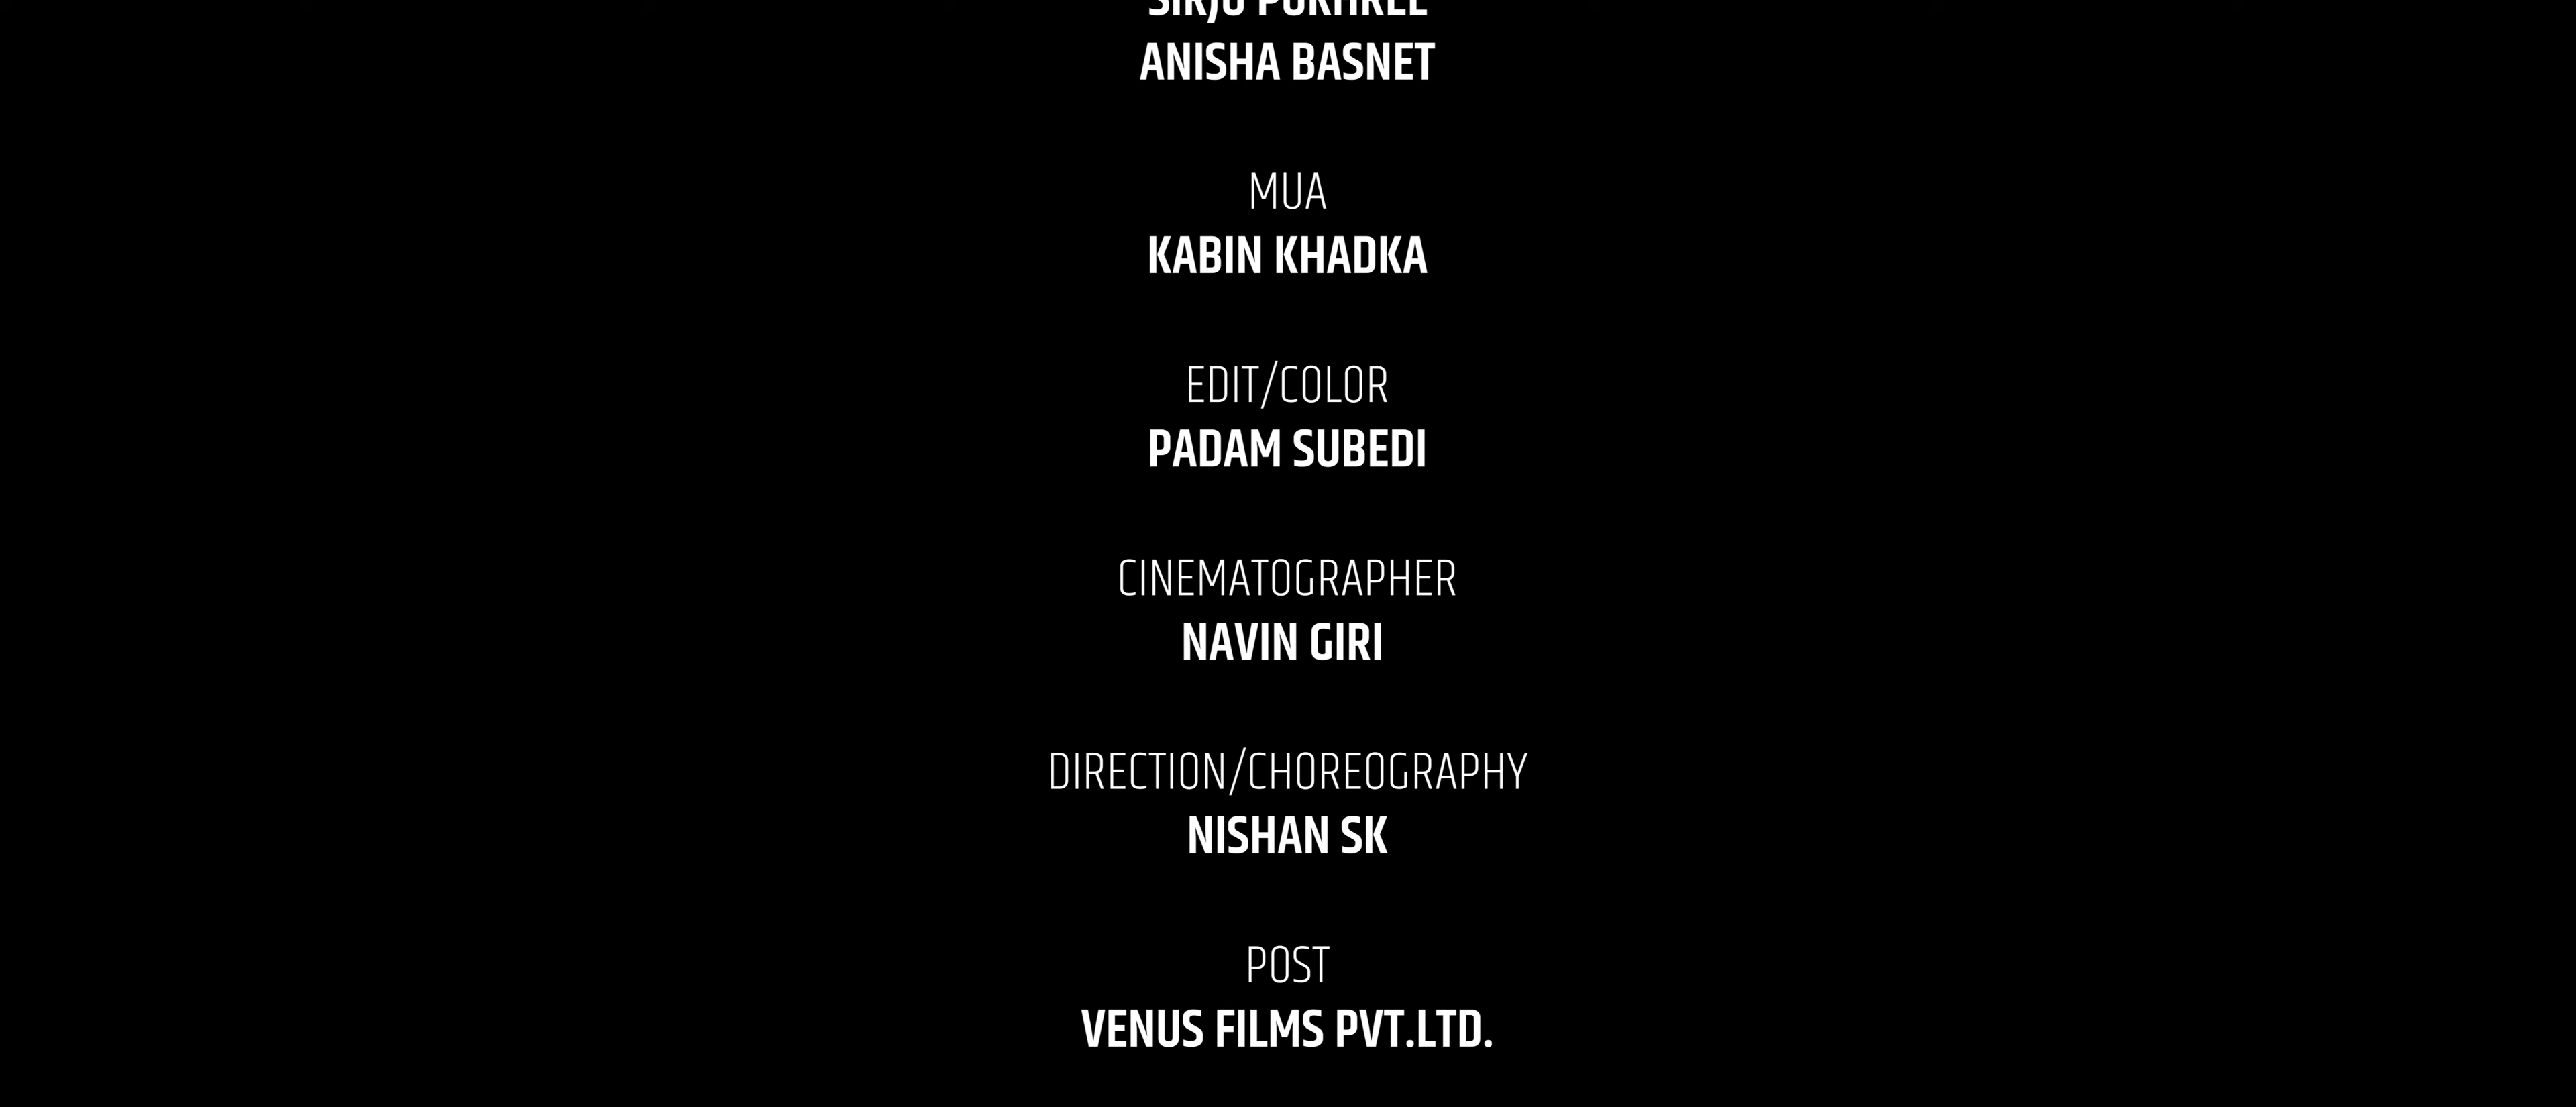 ANISHA BASNET
MUA
KABIN KHADKA
EDIT/COLOR
PADAM SUBEDI
CINEMATOGRAPHER
NAVIN GIRI
DIRECTION/CHOREOGRAPHY
NISHAN SK
POST
VENUS FILMS PVT.LTD.